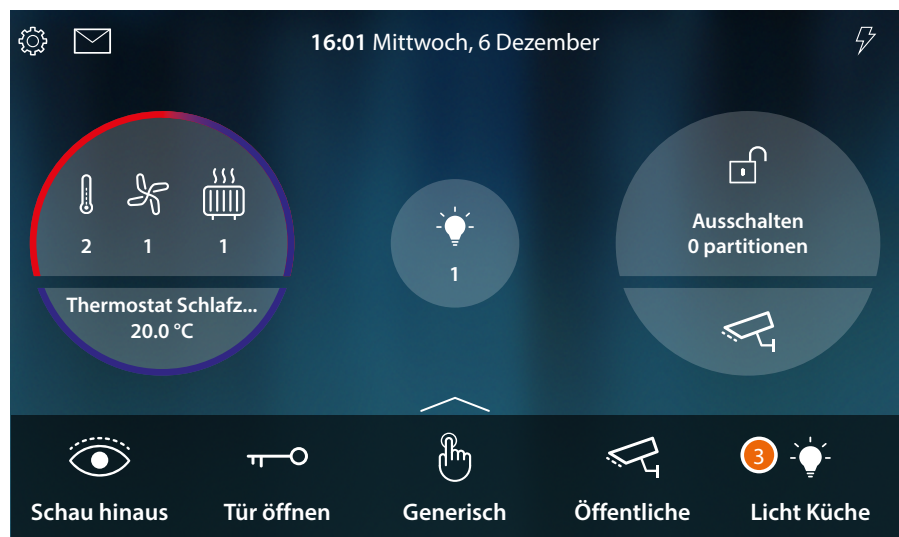 16:01 Mittwoch, 6 Dezember
2 1 1
Thermostat Schlafz...
20.0 °C
1
Ausschalten
0 partitionen
3
Schau hinaus Tür öffnen Generisch Öffentliche Licht Küche